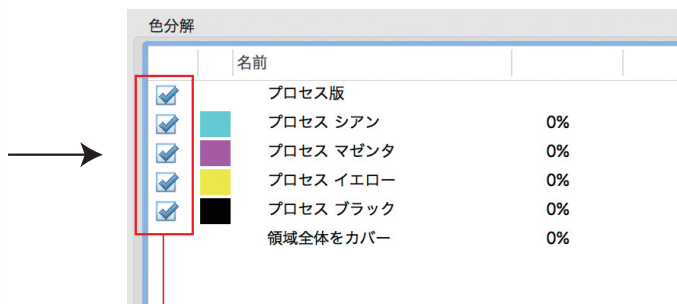 色分解
名前
プロセス版
プロセス シアン 0%
プロセス マゼンタ 0%
プロセス イエロー 0%
プロセス ブラック 0%
領域全体をカバー 0%